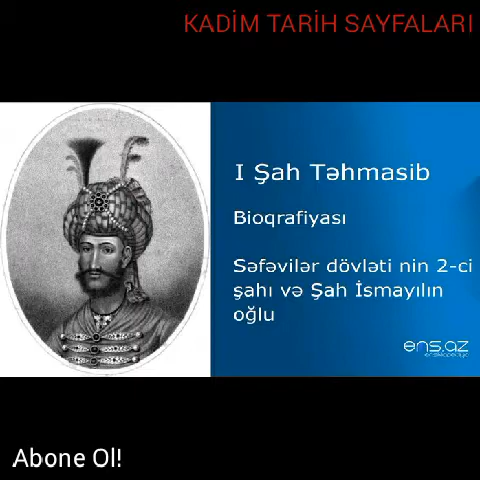 KADİM TARİH SAYFALARI
I Şah Təhmasib
Bioqrafiyası
Səfəvilər dövləti nin 2-ci
şahı və Şah İsmayılın
oğlu
ens.az
ensiklopediya
Abone Ol!